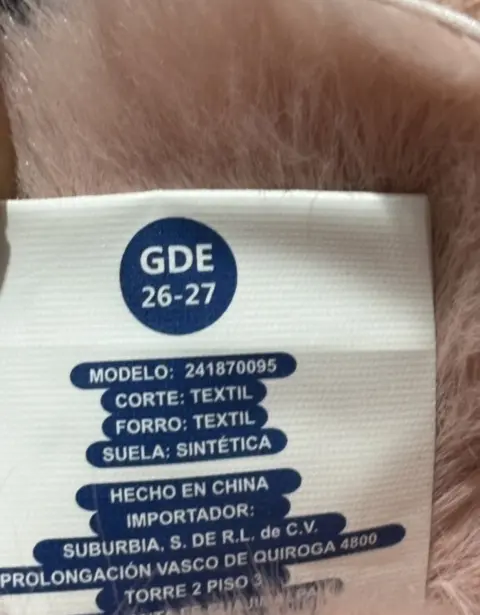 GDE
26-27
MODELO: 241870095
CORTE: TEXTIL
FORRO: TEXTIL
SUELA: SINTÉTICA
HECHO EN CHINA
IMPORTADOR:
SUBURBIA, S. DE R.L. de C.V.
PROLONGACIÓN VASCO DE QUIROGA 4800
TORRE 2 PISO 3